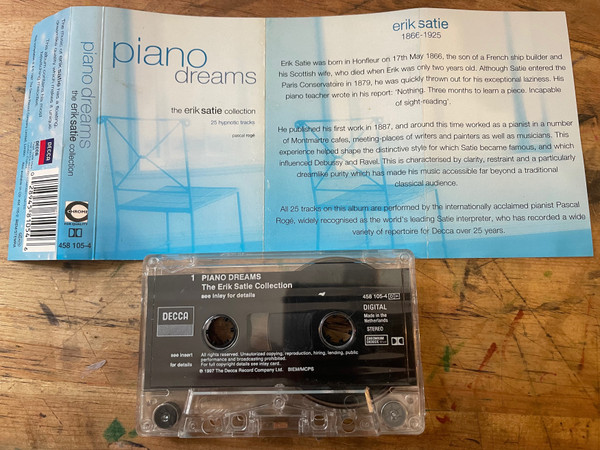 piano
dreams
the erik satie collection
25 hypnotic tracks
pascal rogé
erik satie
1866-1925
Erik Satie was born in Honfleur on 17th May 1866, the son of a French ship builder and
his Scottish wife, who died when Erik was only two years old. Although Satie entered the
Paris Conservatoire in 1879, he was quickly thrown out for his exceptional laziness. His
piano teacher wrote in his report: 'Nothing. Three months to learn a piece. Incapable
of sight-reading'.
He published his first work in 1887, and around this time worked as a pianist in a number
of Montmartre cafes, meeting-places of writers and painters as well as musicians. This
experience helped shape the distinctive style for which Satie became famous, and which
influenced Debussy and Ravel. This is characterised by clarity, restraint and a particularly
dreamlike purity which has made his music accessible far beyond a traditional
classical audience.
All 25 tracks on this album are performed by the internationally acclaimed pianist Pascal
Rogé, widely recognised as the world's leading Satie interpreter, who has recorded a wide
variety of repertoire for Decca over 25 years.
piano dreams
the erik satie collection
DECCA
CHROME
458 105-4
1 PIANO DREAMS
The Erik Satie Collection
see inlay for details
458 105-4
DIGITAL
Made in the
Netherlands
STEREO
DECCA
see insert
for details
All rights reserved. Unauthorized copying, reproduction, hiring, lending, public
performance and broadcasting prohibited.
For full copyright details see inlay card.
℗ 1997 The Decca Record Company Ltd. BIEM/MCPS